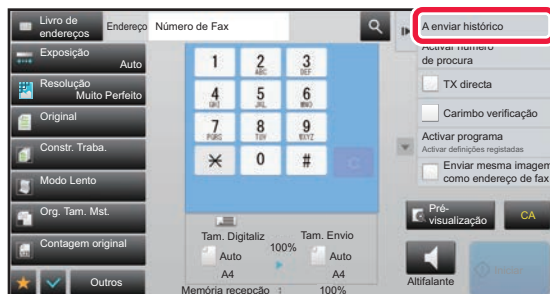 Livro de
endereços
Endereço
Número de Fax
A enviar histórico
Exposição
Auto
Resolução
Muito Perfeito
Original
Constr. Traba.
Modo Lento
Org. Tam. Mst.
Contagem original
Outros
1
2
ABC
3
DEF
4
GHI
5
JKL
6
MNO
7
PQRS
8
TUV
9
WXYZ
0
#
C
Tam. Digitaliz
100%
Tam. Envio
Auto
A4
Auto
A4
Memória recepção :
100%
Activar número
de procura
TX directa
Carimbo verificação
Activar programa
Activar definições registadas
Enviar mesma imagem
como endereço de fax
Pré-
visualização
CA
Altifalante